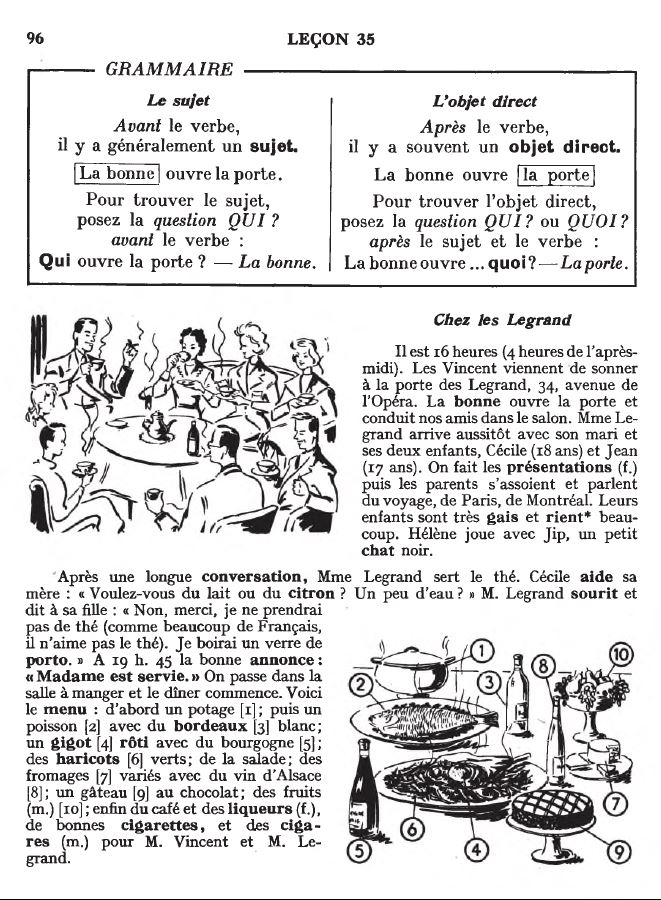 96
LEÇON 35
GRAMMAIRE
Le sujet
Avant le verbe,
il y a généralement un sujet.
La bonne ouvre la porte.
Pour trouver le sujet,
posez la question QUI ?
avant le verbe :
Qui ouvre la porte ? — La bonne.
L'objet direct
Après le verbe,
il y a souvent un objet direct.
La bonne ouvre la porte
Pour trouver l'objet direct,
posez la question QUI ? ou QUOI ?
après le sujet et le verbe :
La bonne ouvre ... quoi ? — La porte.
Chez les Legrand
Il est 16 heures (4 heures de l'après-
midi). Les Vincent viennent de sonner
à la porte des Legrand, 34, avenue de
l'Opéra. La bonne ouvre la porte et
conduit nos amis dans le salon. Mme Le-
grand arrive aussitôt avec son mari et
ses deux enfants, Cécile (18 ans) et Jean
(17 ans). On fait les présentations (f.)
puis les parents s'assoient et parlent
du voyage, de Paris, de Montréal. Leurs
enfants sont très gais et rient* beau-
coup. Hélène joue avec Jip, un petit
chat noir.
Après une longue conversation, Mme Legrand sert le thé. Cécile aide sa
mère : « Voulez-vous du lait ou du citron ? Un peu d'eau ? » M. Legrand sourit et
dit à sa fille : « Non, merci, je ne prendrai
pas de thé (comme beaucoup de Français,
il n'aime pas le thé). Je boirai un verre de
porto. » A 19 h. 45 la bonne annonce :
« Madame est servie. » On passe dans la
salle à manger et le dîner commence. Voici
le menu : d'abord un potage [1] ; puis un
poisson [2] avec du bordeaux [3] blanc ;
un gigot [4] rôti avec du bourgogne [5] ;
des haricots [6] verts ; de la salade ; des
fromages [7] variés avec du vin d'Alsace
[8] ; un gâteau [9] au chocolat ; des fruits
(m.) [10] ; enfin du café et des liqueurs (f.),
de bonnes cigarettes, et des ciga-
res (m.) pour M. Vincent et M. Le-
grand.
1
2
3
8
10
7
6
4
5
9